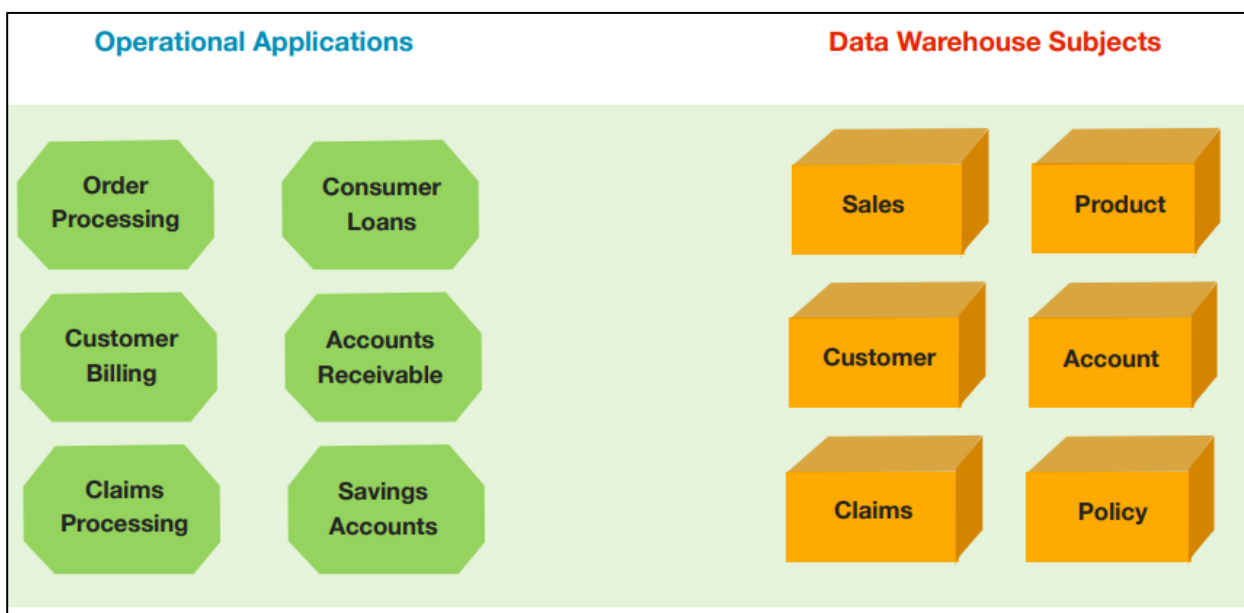 Operational Applications
Data Warehouse Subjects
Order
Processing
Consumer
Loans
Sales
Product
Customer
Billing
Accounts
Receivable
Customer
Account
Claims
Processing
Savings
Accounts
Claims
Policy